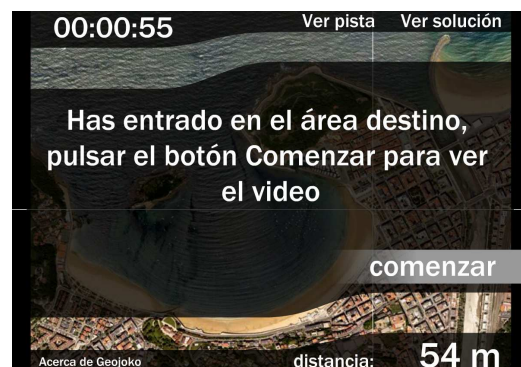 00:00:55
Ver pista
Ver solución
Has entrado en el área destino,
pulsar el botón Comenzar para ver
el video
comenzar
Acerca de Geojoko
distancia:
54 m